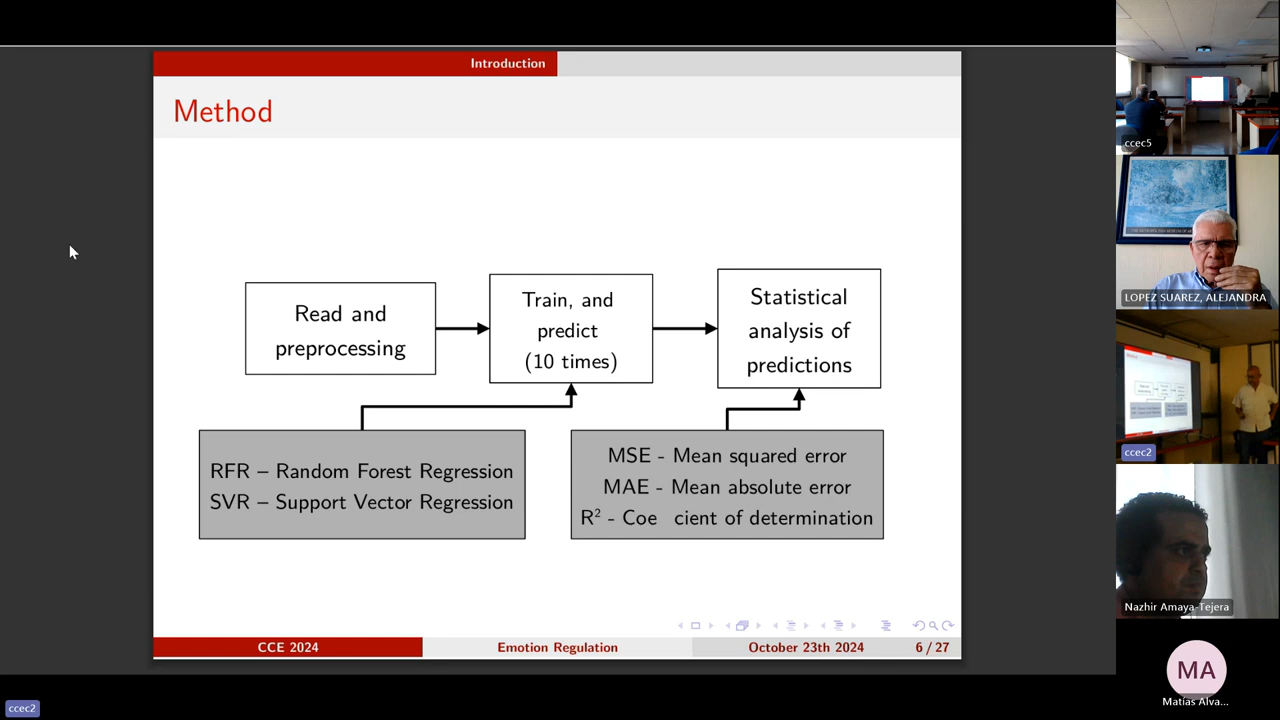 Introduction
Method
Read and
preprocessing
Train, and
predict
(10 times)
Statistical
analysis of
predictions
RFR – Random Forest Regression
SVR – Support Vector Regression
MSE - Mean squared error
MAE - Mean absolute error
R² - Coe cient of determination
CCE 2024
Emotion Regulation
October 23th 2024
6 / 27
ccec5
LOPEZ SUAREZ, ALEJANDRA
ccec2
Nazhir Amaya-Tejera
MA
Matías Alva...
ccec2